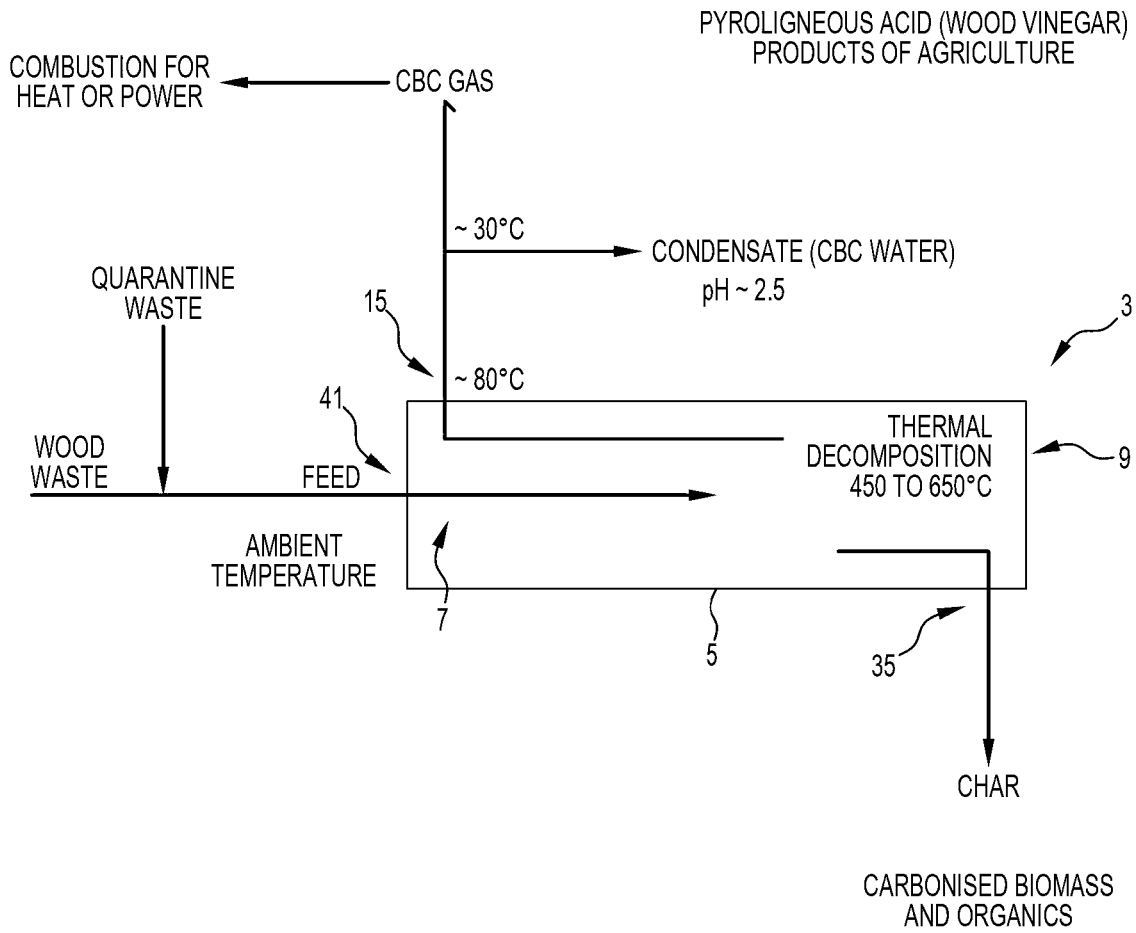 PYROLIGNEOUS ACID (WOOD VINEGAR)
PRODUCTS OF AGRICULTURE
COMBUSTION FOR
HEAT OR POWER
CBC GAS
~ 30°C
CONDENSATE (CBC WATER)
pH ~ 2.5
QUARANTINE
WASTE
15
3
~ 80°C
41
THERMAL
DECOMPOSITION
450 TO 650°C
9
WOOD
WASTE
FEED
AMBIENT
TEMPERATURE
7
5
35
CHAR
CARBONISED BIOMASS
AND ORGANICS